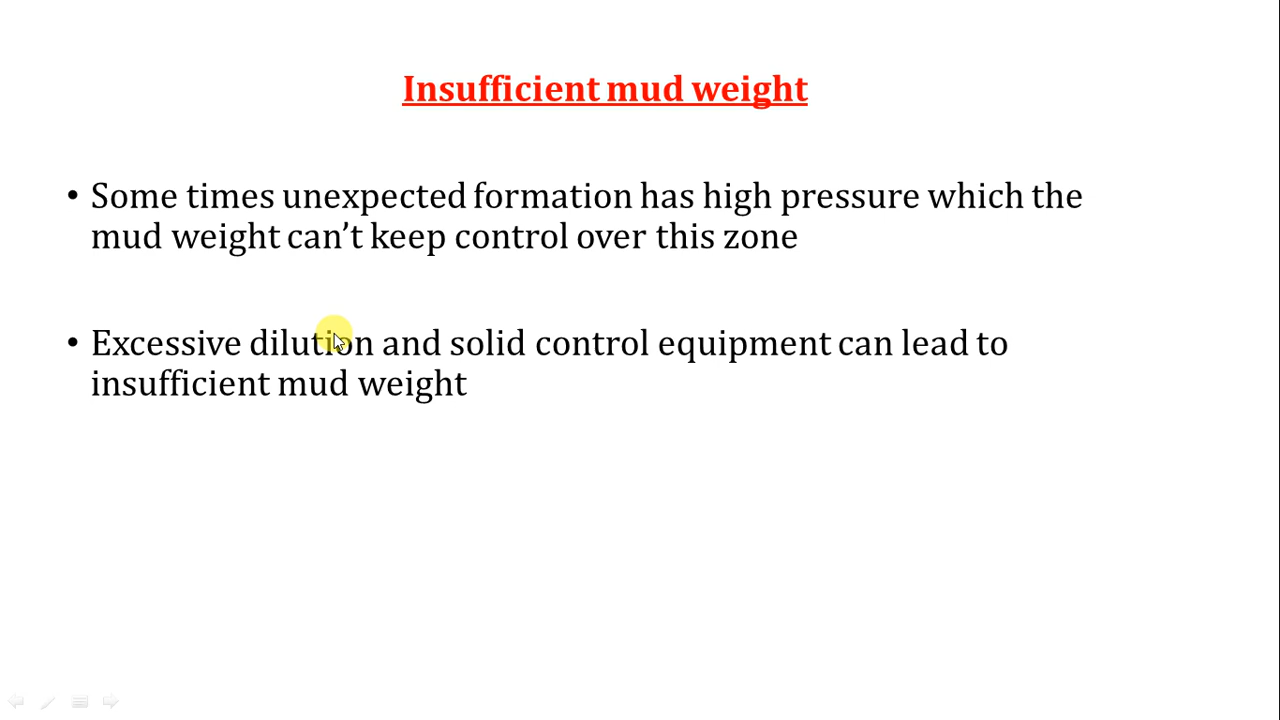 Insufficient mud weight
• Some times unexpected formation has high pressure which the
mud weight can’t keep control over this zone
• Excessive dilution and solid control equipment can lead to
insufficient mud weight